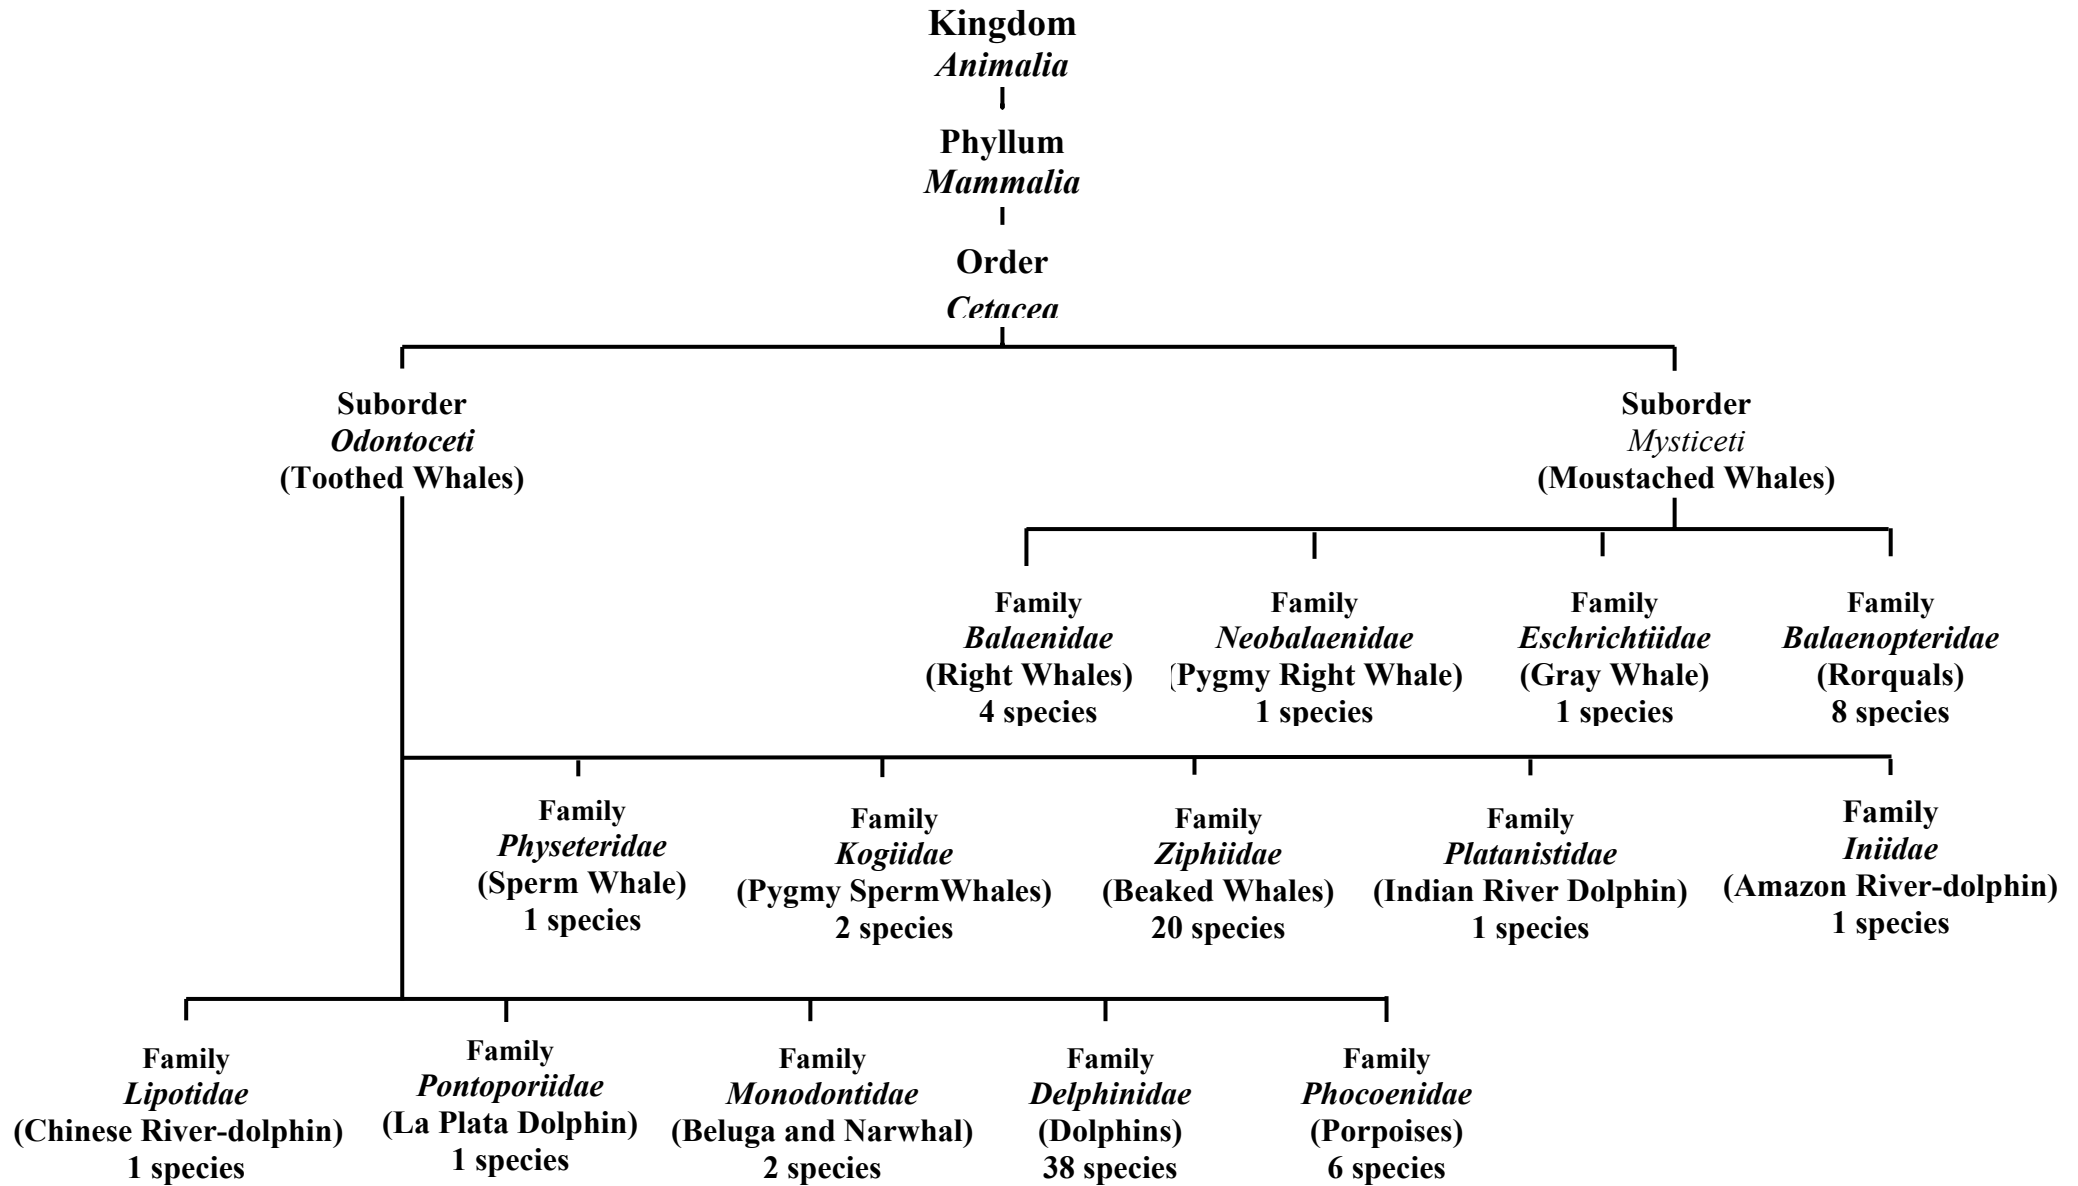 Kingdom
Animalia
Phyllum
Mammalia
Order
Cetacea
Suborder
Odontoceti
(Toothed Whales)
Suborder
Mysticeti
(Moustached Whales)
Family
Balaenidae
(Right Whales)
4 species
Family
Neobalaenidae
(Pygmy Right Whale)
1 species
Family
Eschrichtiidae
(Gray Whale)
1 species
Family
Balaenopteridae
(Rorquals)
8 species
Family
Physeteridae
(Sperm Whale)
1 species
Family
Kogiidae
(Pygmy SpermWhales)
2 species
Family
Ziphiidae
(Beaked Whales)
20 species
Family
Platanistidae
(Indian River Dolphin)
1 species
Family
Iniidae
(Amazon River-dolphin)
1 species
Family
Lipotidae
(Chinese River-dolphin)
1 species
Family
Pontoporiidae
(La Plata Dolphin)
1 species
Family
Monodontidae
(Beluga and Narwhal)
2 species
Family
Delphinidae
(Dolphins)
38 species
Family
Phocoenidae
(Porpoises)
6 species